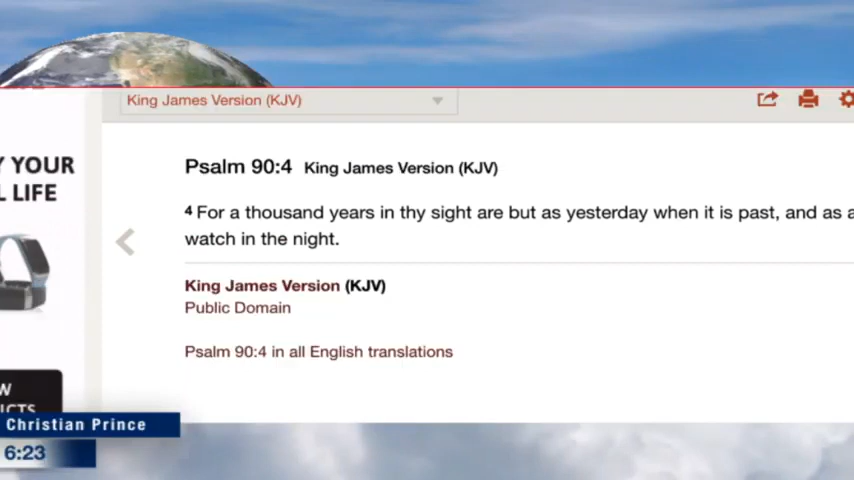 King James Version (KJV)
YOUR
LIFE
Psalm 90:4 King James Version (KJV)
4 For a thousand years in thy sight are but as yesterday when it is past, and as a
watch in the night.
King James Version (KJV)
Public Domain
Psalm 90:4 in all English translations
Christian Prince
6:23